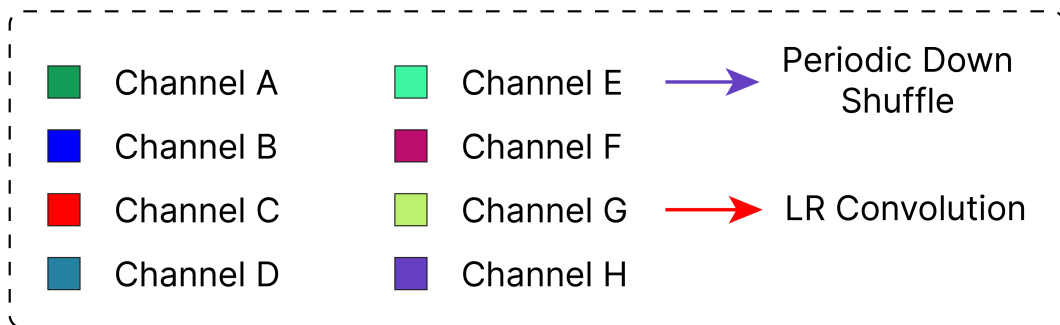 Channel A
Channel B
Channel C
Channel D
Channel E
Channel F
Channel G
Channel H
Periodic Down
Shuffle
LR Convolution